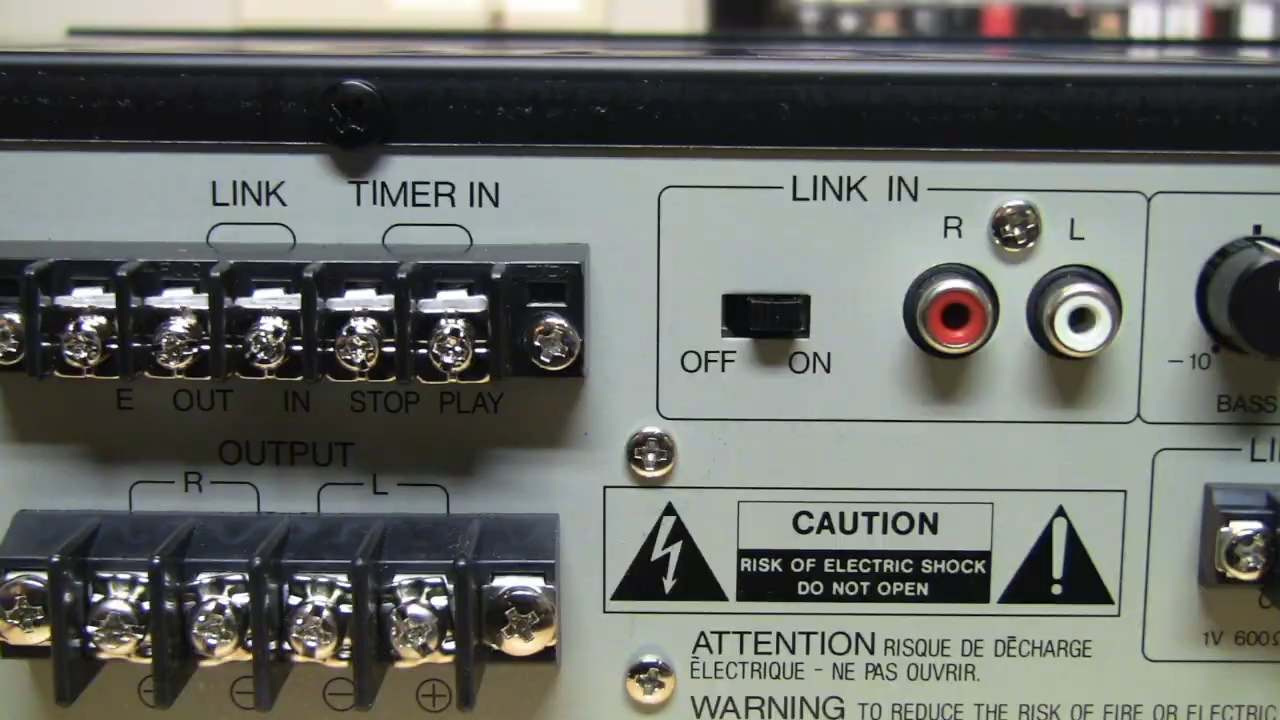 LINK TIMER IN
E OUT IN STOP PLAY
OUTPUT
R L
LINK IN
R L
OFF ON
-10
BASS
CAUTION
RISK OF ELECTRIC SHOCK
DO NOT OPEN
ATTENTION RISQUE DE DÉCHARGE
ÉLECTRIQUE - NE PAS OUVRIR.
WARNING TO REDUCE THE RISK OF FIRE OR ELECTRIC
1V 600Ω